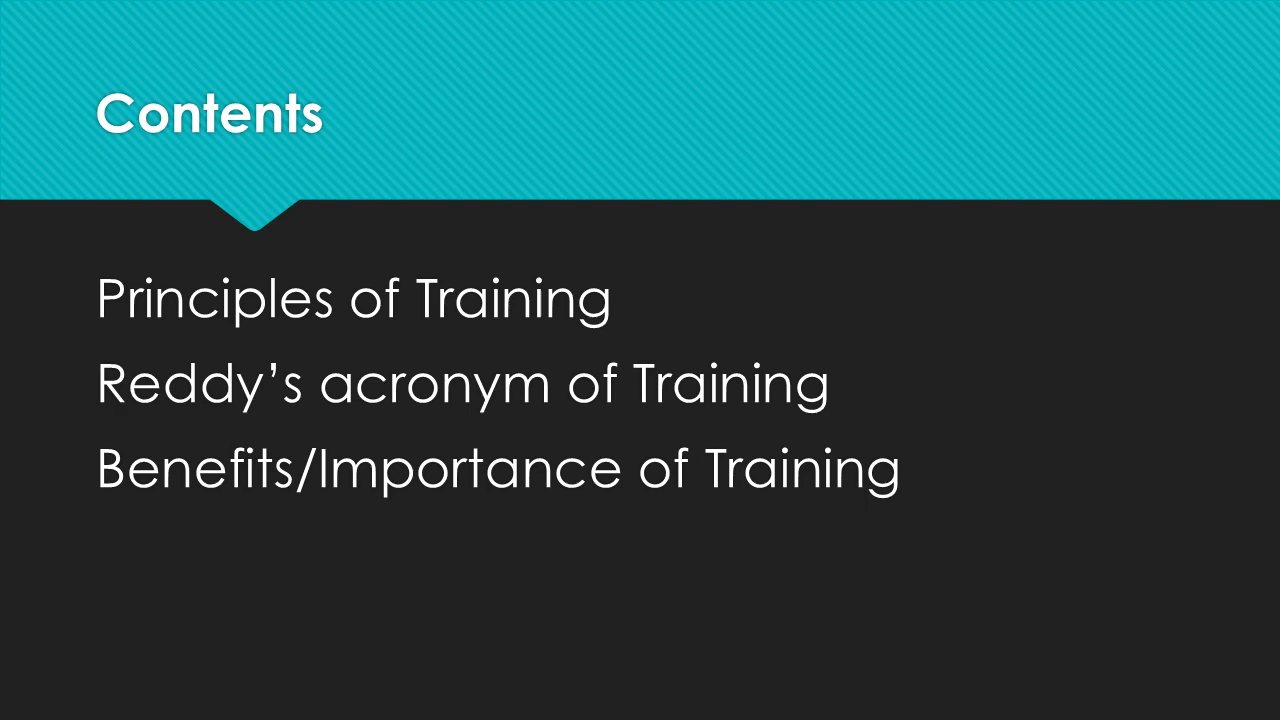 Contents
Principles of Training
Reddy’s acronym of Training
Benefits/Importance of Training